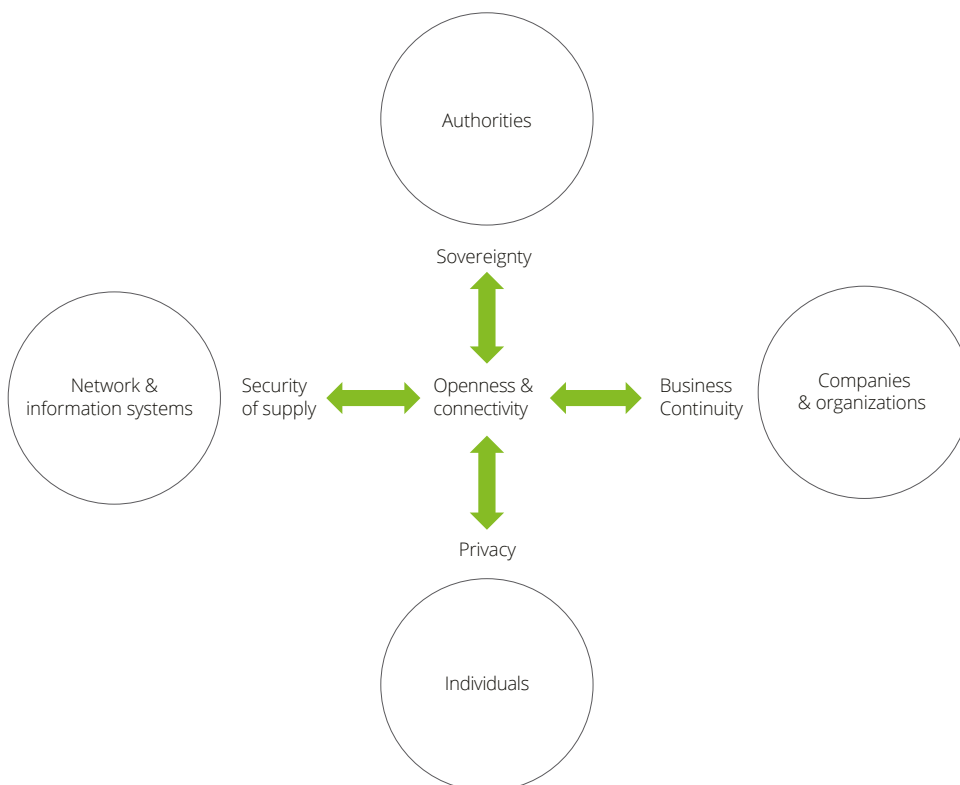 Authorities
Sovereignty
Network &
information systems
Security
of supply
Openness &
connectivity
Business
Continuity
Companies
& organizations
Privacy
Individuals